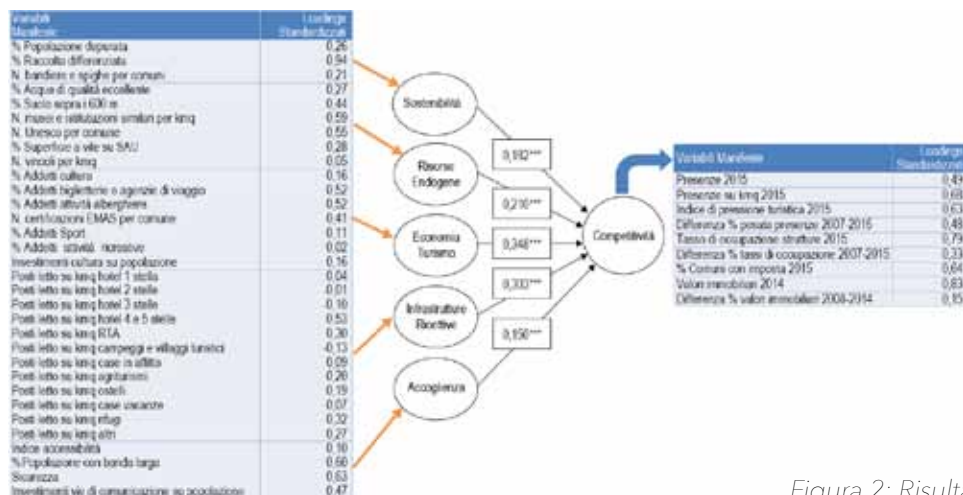 Variabili
Manifeste
Loadings
Standardizzati
% Popolazione depurata 0,26
% Raccolta differenziata 0,94
N. bandiere e spighe per comuni 0,21
% Acque di qualità eccellente 0,27
% Suolo sopra i 600 m 0,44
N. musei e istituzioni similari per kmq 0,59
N. Unesco per comune 0,55
% Superficie a vite su SAU 0,28
N. vincoli per kmq 0,05
% Addetti cultura 0,16
% Addetti biglietterie e agenzie di viaggio 0,52
% Addetti attività alberghiere 0,52
N. certificazioni EMAS per comune 0,41
% Addetti Sport 0,11
% Addetti attività ricreative 0,02
Investimenti cultura su popolazione 0,16
Posti letto su kmq hotel 1 stella 0,04
Posti letto su kmq hotel 2 stelle 0,01
Posti letto su kmq hotel 3 stelle 0,10
Posti letto su kmq hotel 4 e 5 stelle 0,53
Posti letto su kmq RTA 0,30
Posti letto su kmq campeggi e villaggi turistici -0,13
Posti letto su kmq case in affitto 0,09
Posti letto su kmq agriturismi 0,20
Posti letto su kmq ostelli 0,19
Posti letto su kmq case vacanze 0,07
Posti letto su kmq rifugi 0,32
Posti letto su kmq altri 0,27
Indice accessibilità 0,10
% Popolazione con banda larga 0,60
Sicurezza 0,63
Investimenti vie di comunicazione su popolazione 0,47
Sostenibilità
Risorse
Endogene
Economia
Turismo
Infrastrutture
Ricettive
Accoglienza
0,182***
0,210***
0,348***
0,303***
0,150***
Competitività
Variabili Manifeste
Loadings
Standardizzati
Presenze 2015 0,49
Presenze su kmq 2015 0,68
Indice di pressione turistica 2015 0,63
Differenza % pesata presenze 2007-2015 0,48
Tasso di occupazione strutture 2015 0,79
Differenza % tassi di occupazione 2007-2015 0,33
% Comuni con imposta 2015 0,64
Valori immobiliari 2014 0,83
Differenza % valori immobiliari 2008-2014 0,15
Figura 2: Risulta